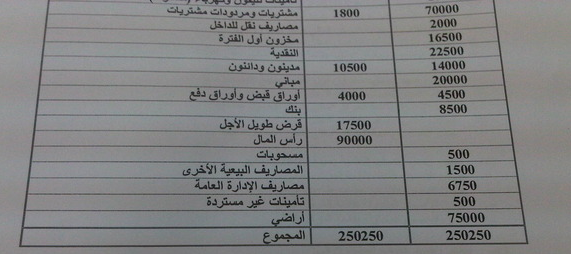 مشتريات ومردودات مشتريات 1800 70000
مصاريف نقل للداخل 2000
مخزون أول الفترة 16500
النقدية 22500
مدينون ودائنون 10500 14000
مباني 20000
أوراق قبض وأوراق دفع 4000 4500
بنك 8500
قرض طويل الأجل 17500
رأس المال 90000
مسحوبات 500
المصاريف البيعية الأخرى 1500
مصاريف الإدارة العامة 6750
تأمينات غير مستردة 500
أراضي 75000
المجموع 250250 250250